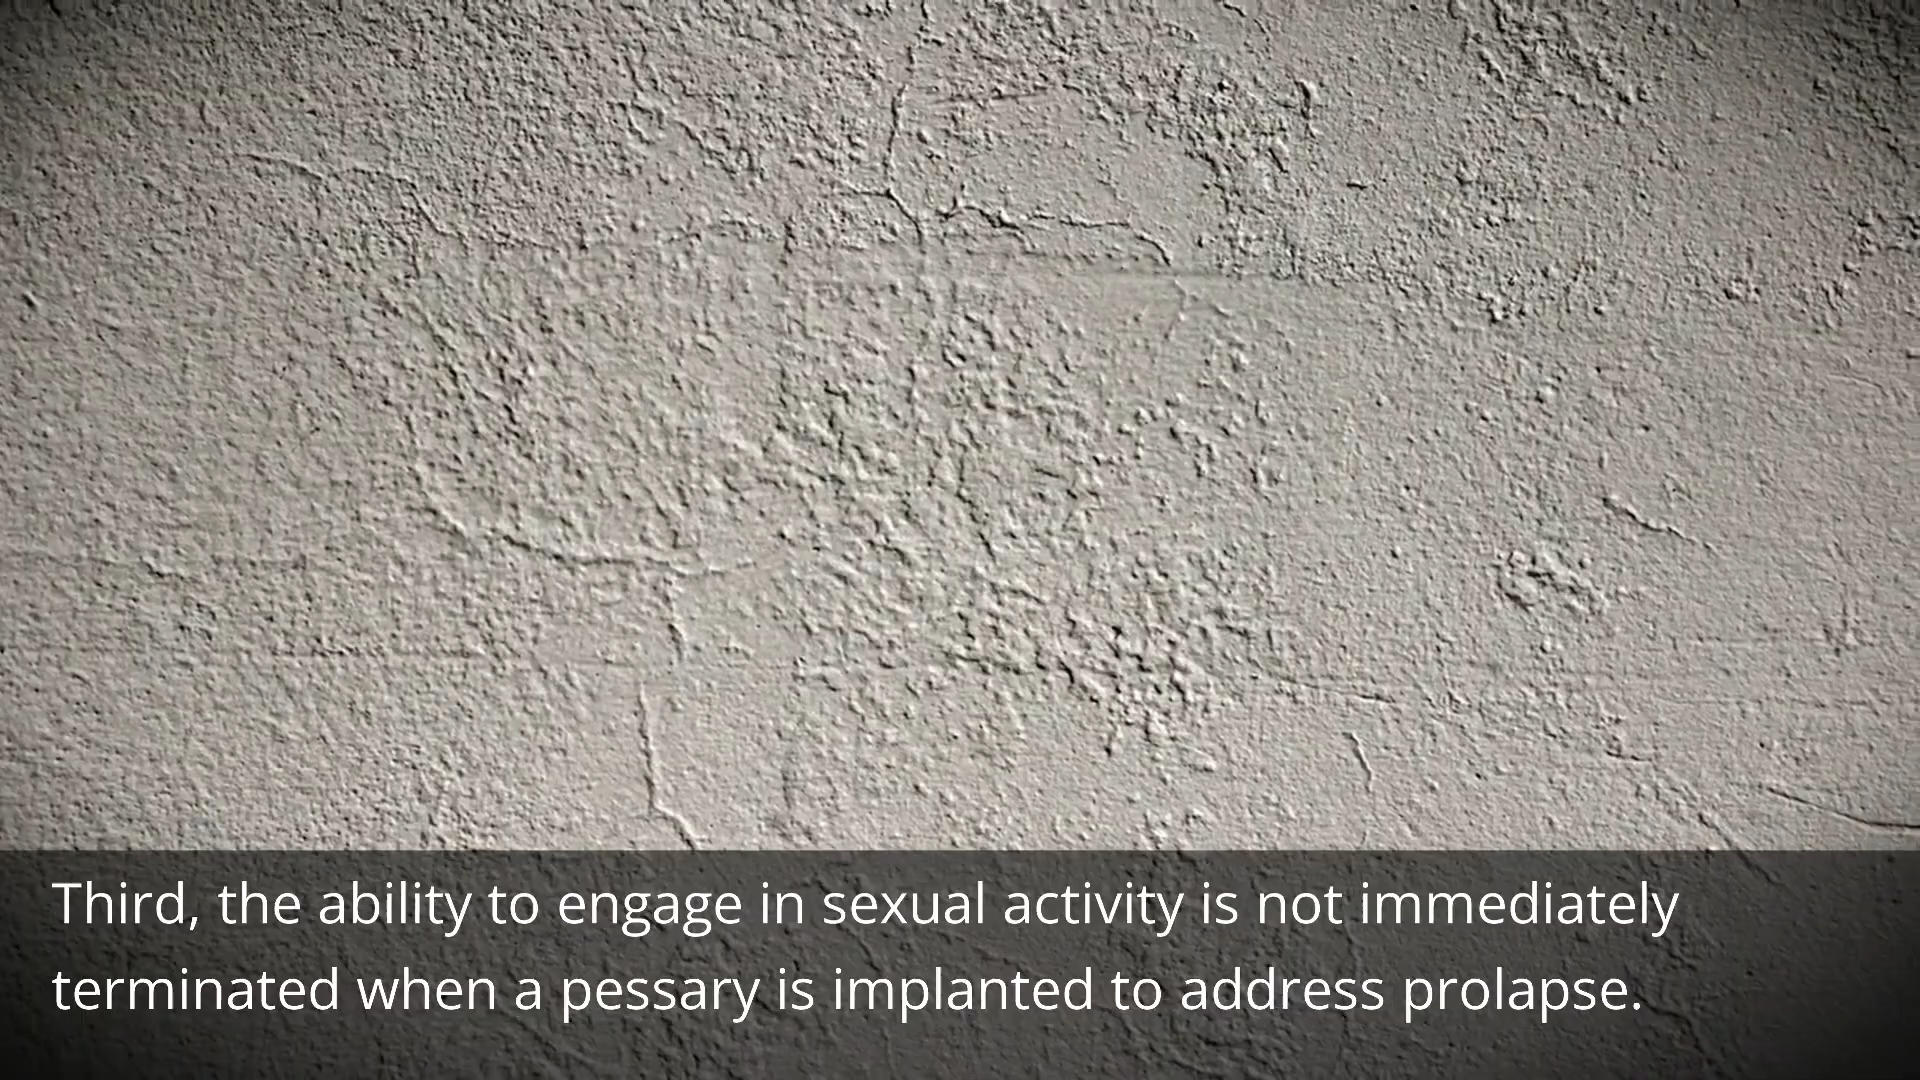 Third, the ability to engage in sexual activity is not immediately
terminated when a pessary is implanted to address prolapse.